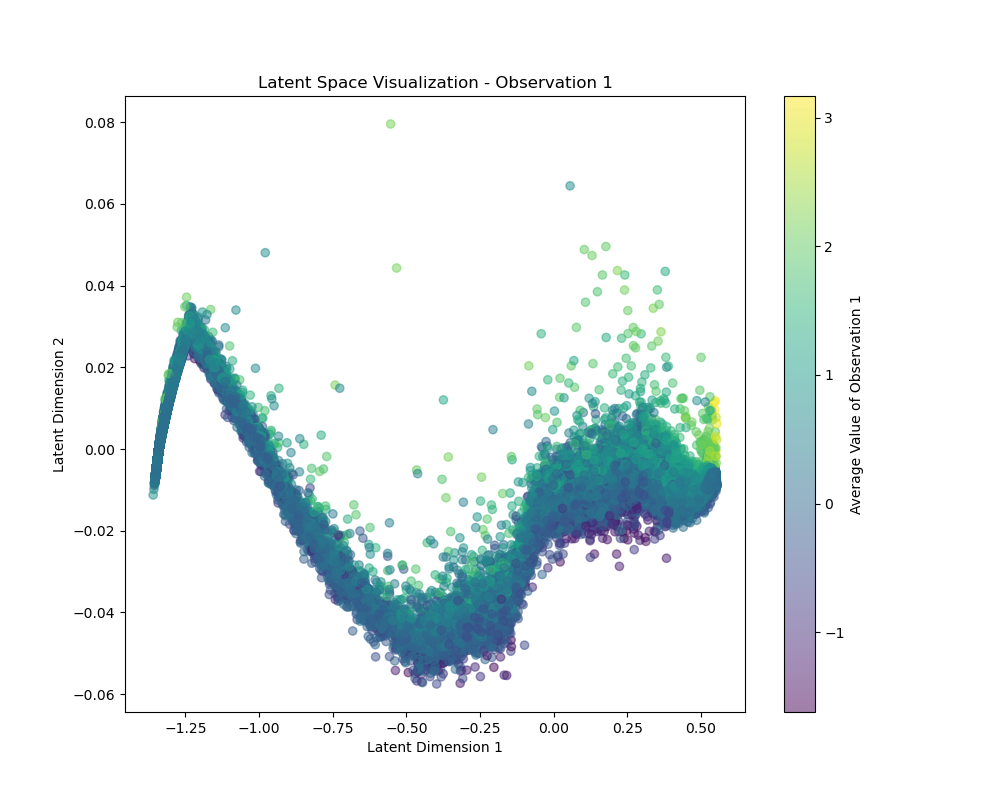 Latent Space Visualization - Observation 1
0.08
0.06
0.04
0.02
0.00
−0.02
−0.04
−0.06
Latent Dimension 2
−1.25 −1.00 −0.75 −0.50 −0.25 0.00 0.25 0.50
Latent Dimension 1
3
2
1
0
−1
Average Value of Observation 1